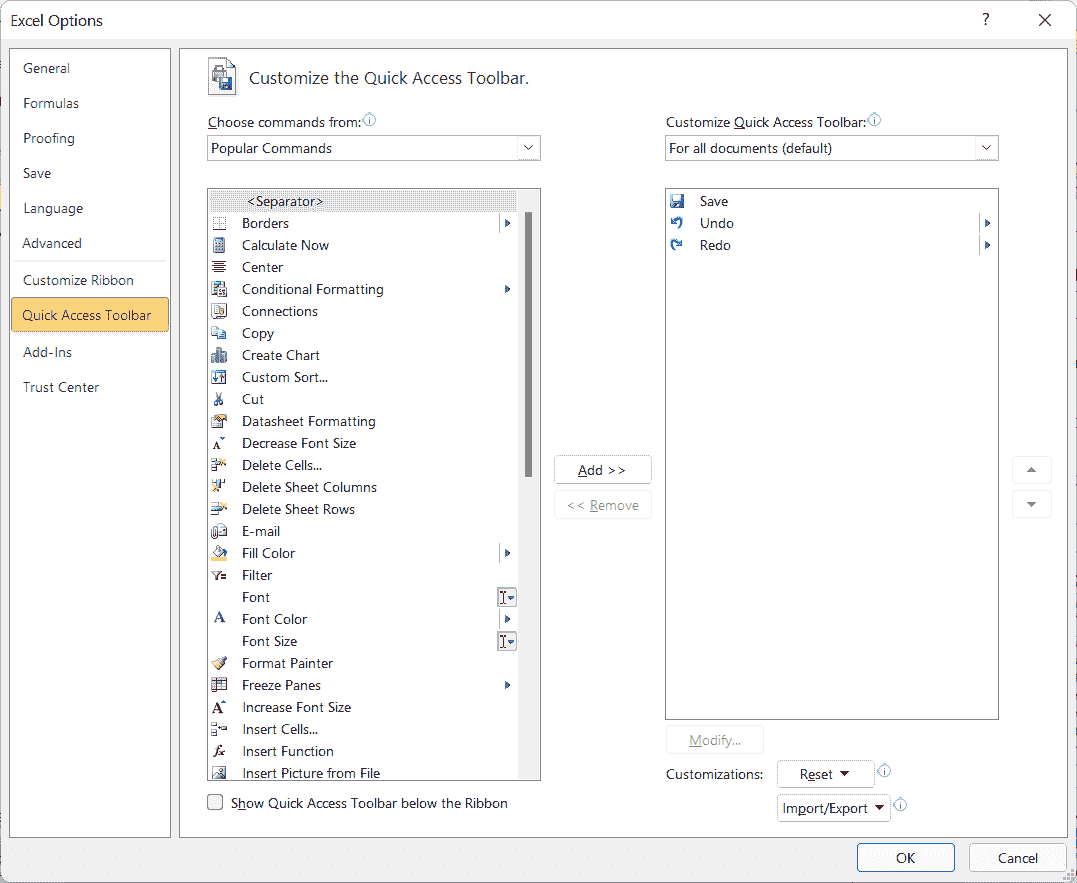 Excel Options
?
General
Formulas
Proofing
Save
Language
Advanced
Customize Ribbon
Quick Access Toolbar
Add-Ins
Trust Center
Customize the Quick Access Toolbar.
Choose commands from:
Popular Commands
<Separator>
Borders
Calculate Now
Center
Conditional Formatting
Connections
Copy
Create Chart
Custom Sort...
Cut
Datasheet Formatting
Decrease Font Size
Delete Cells...
Delete Sheet Columns
Delete Sheet Rows
E-mail
Fill Color
Filter
Font
Font Color
Font Size
Format Painter
Freeze Panes
Increase Font Size
Insert Cells...
Insert Function
Insert Picture from File
Show Quick Access Toolbar below the Ribbon
Add >>
<< Remove
Customize Quick Access Toolbar:
For all documents (default)
Save
Undo
Redo
Modify...
Customizations:
Reset
Import/Export
OK
Cancel